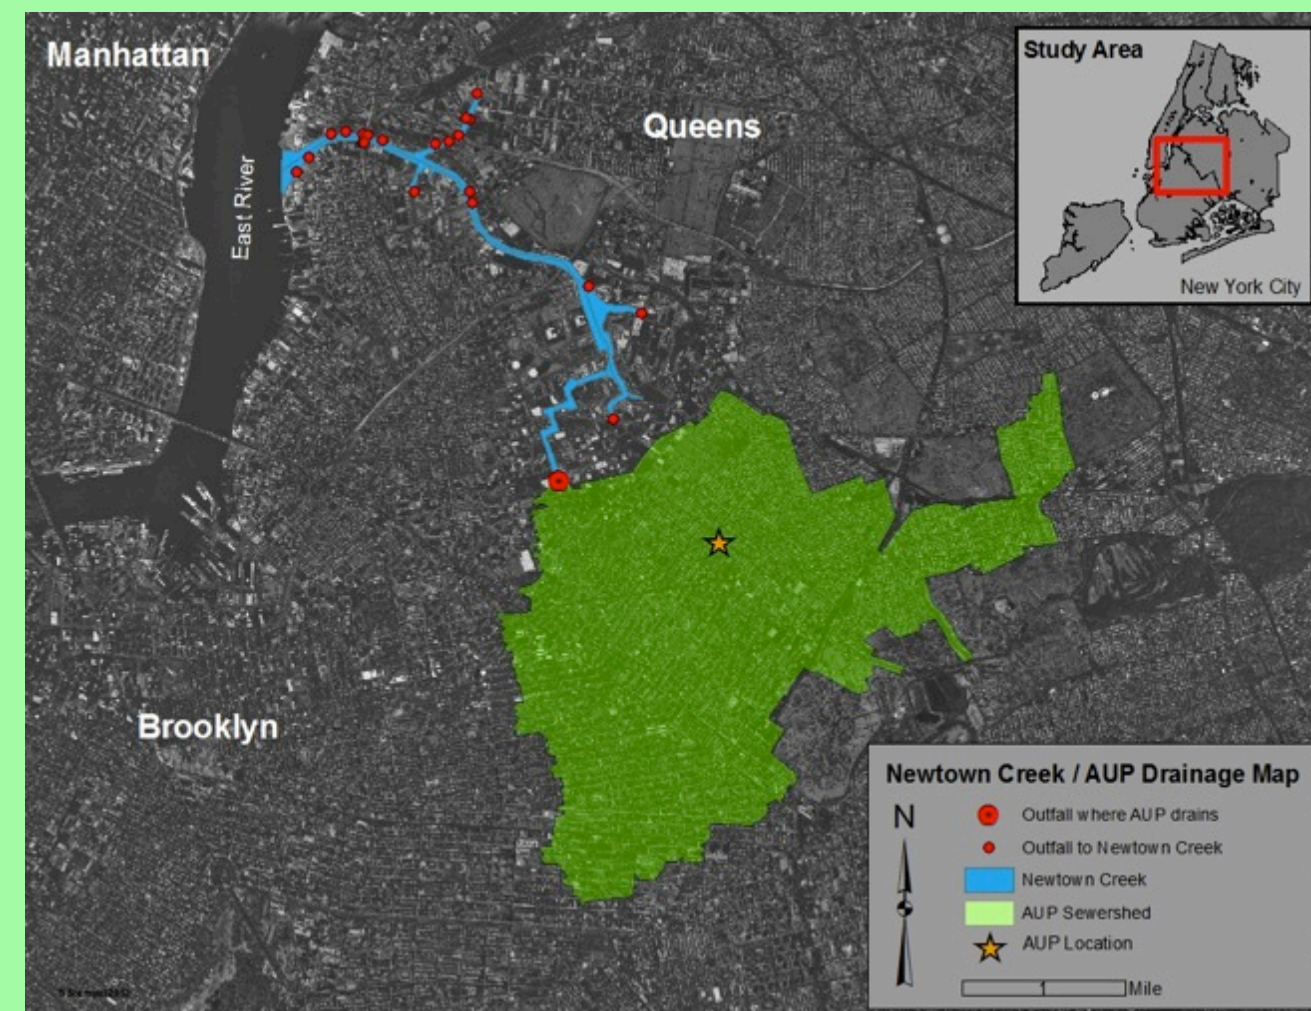 Manhattan
Study Area
Queens
East River
New York City
Brooklyn
Newtown Creek / AUP Drainage Map
N
Outfall where AUP drains
Outfall to Newtown Creek
Newtown Creek
AUP Sewershed
AUP Location
1
Mile